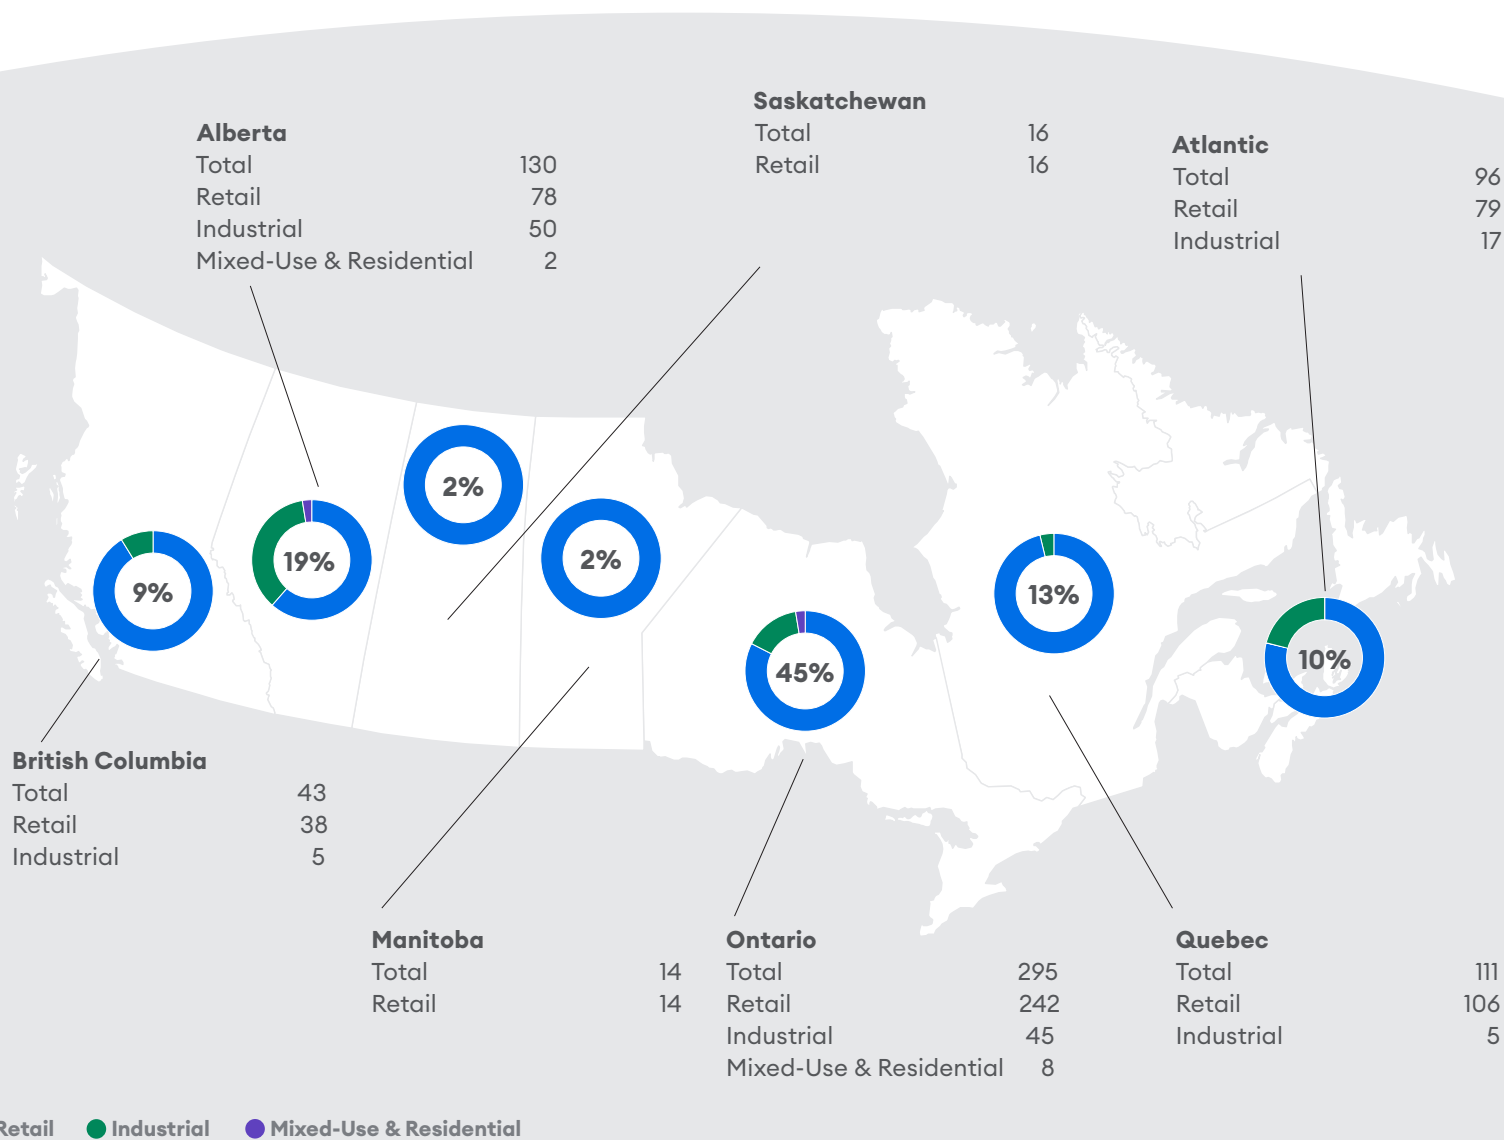 Saskatchewan
Total 16
Retail 16
Alberta
Total 130
Retail 78
Industrial 50
Mixed-Use & Residential 2
Atlantic
Total 96
Retail 79
Industrial 17
2%
2%
19%
9%
13%
45%
10%
British Columbia
Total 43
Retail 38
Industrial 5
Manitoba
Total 14
Retail 14
Ontario
Total 295
Retail 242
Industrial 45
Mixed-Use & Residential 8
Quebec
Total 111
Retail 106
Industrial 5
Retail Industrial Mixed-Use & Residential